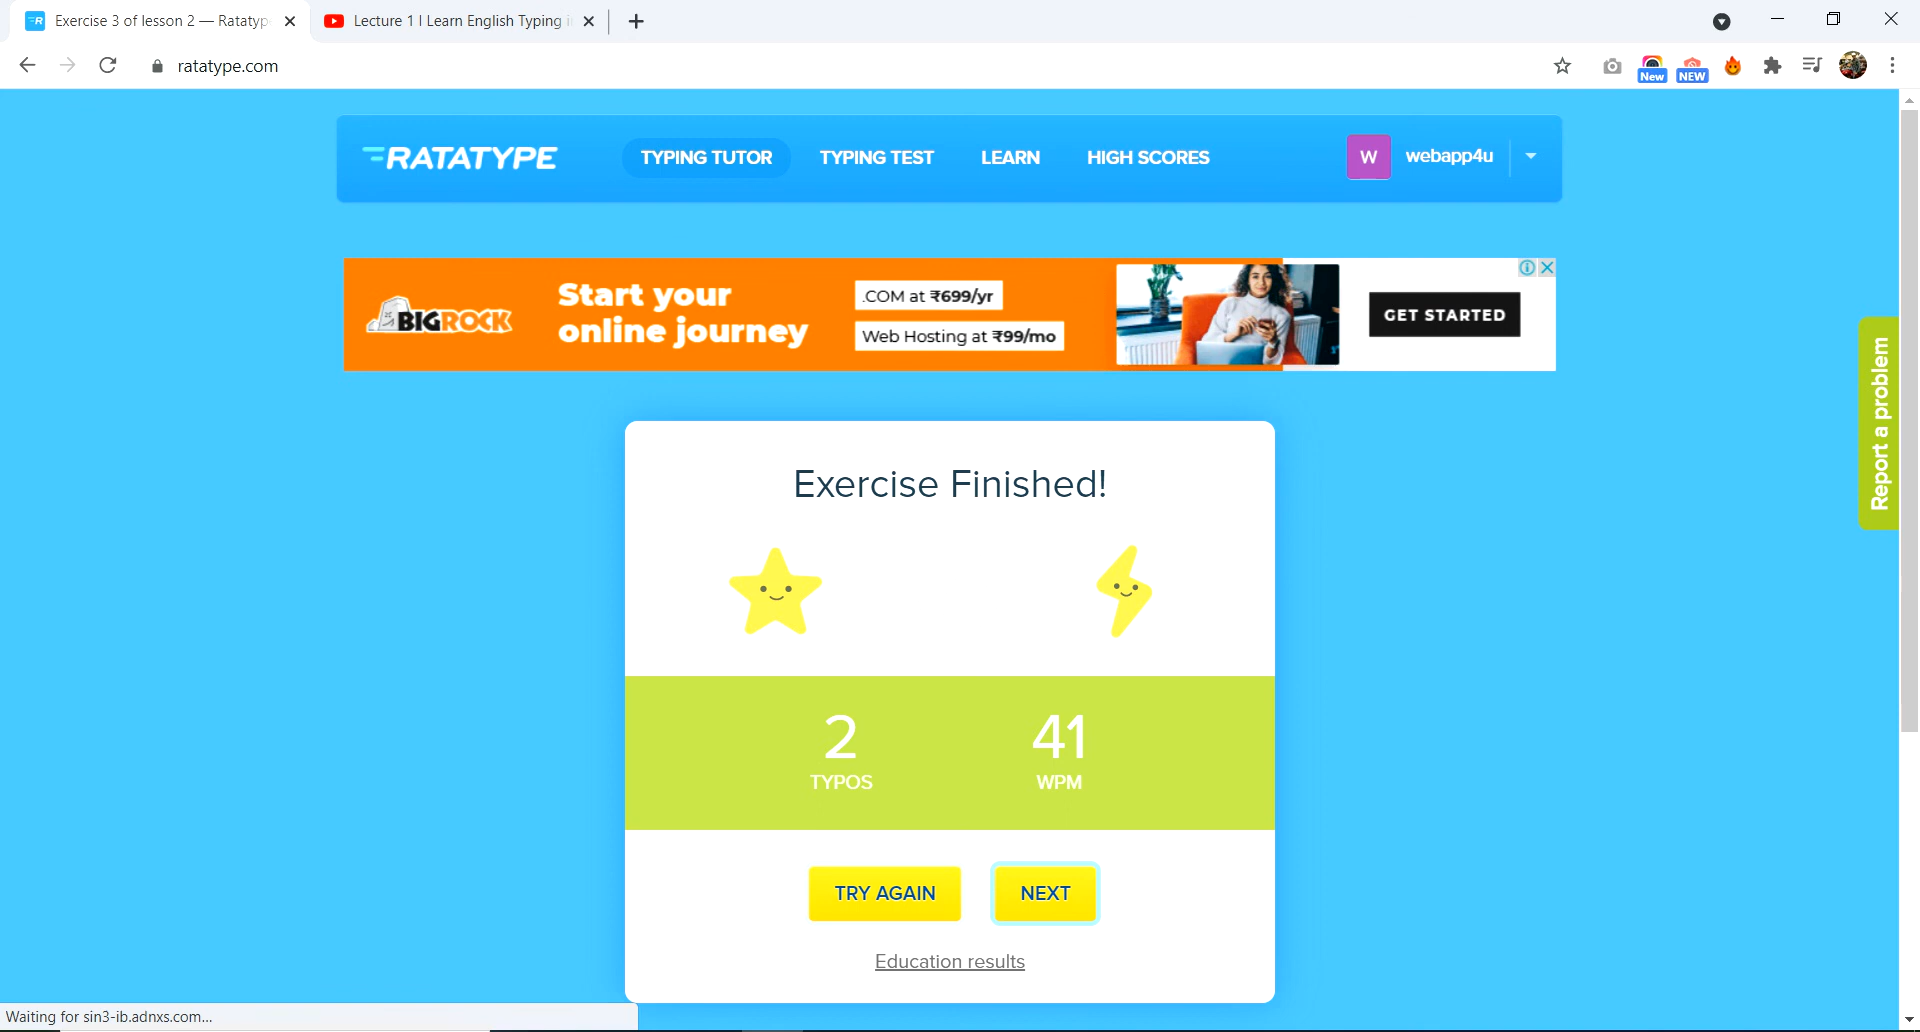 Exercise 3 of lesson 2 — Ratatyp
Lecture 1 I Learn English Typing i
ratatype.com
New
NEW
RATATYPE
TYPING TUTOR
TYPING TEST
LEARN
HIGH SCORES
W
webapp4u
BIGROCK
Start your
online journey
.COM at ₹699/yr
Web Hosting at ₹99/mo
GET STARTED
Report a problem
Exercise Finished!
2
TYPOS
41
WPM
TRY AGAIN
NEXT
Education results
Waiting for sin3-ib.adnxs.com...